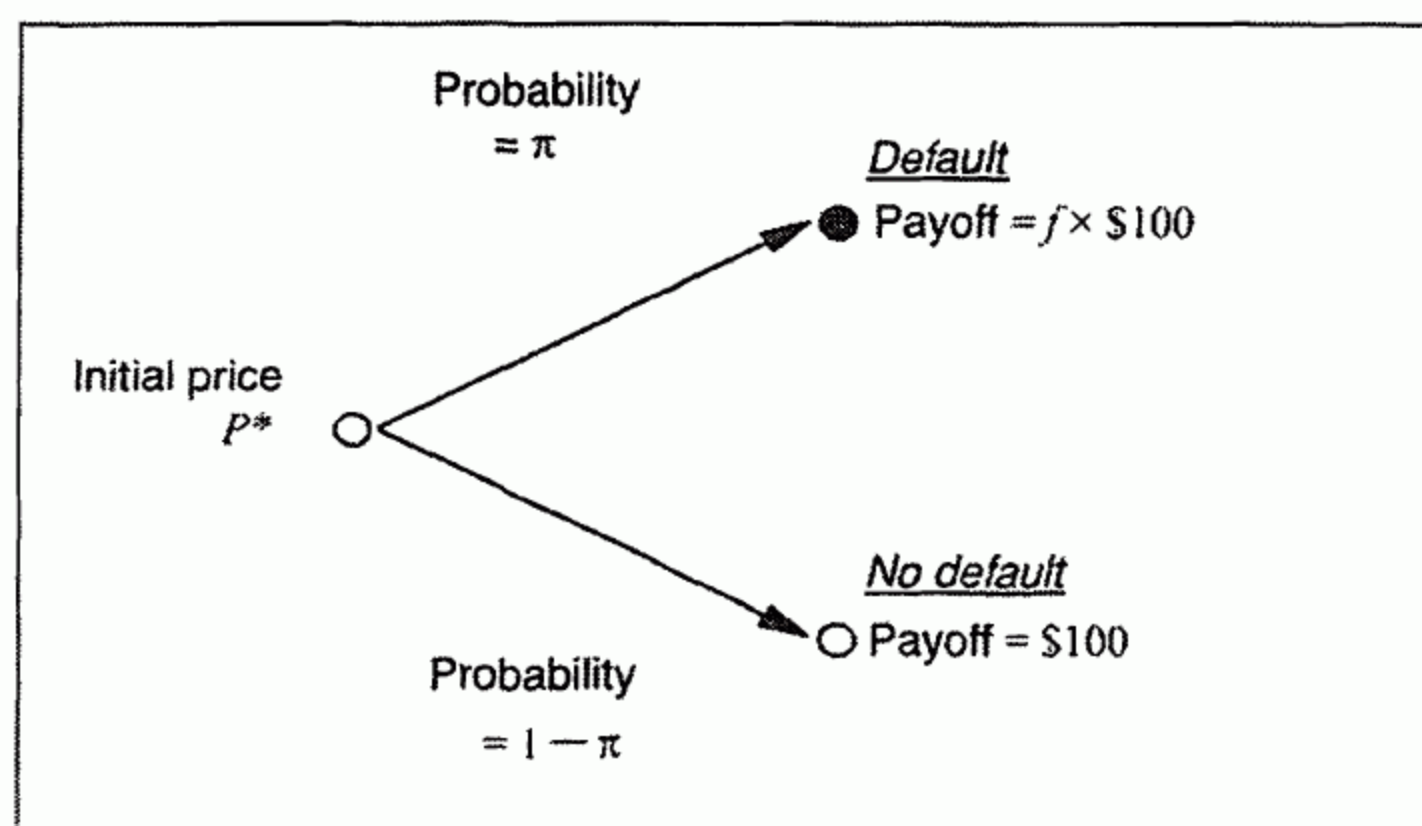 Probability
= π
Default
Payoff = f × $100
Initial price
P*
No default
Payoff = $100
Probability
= 1 — π